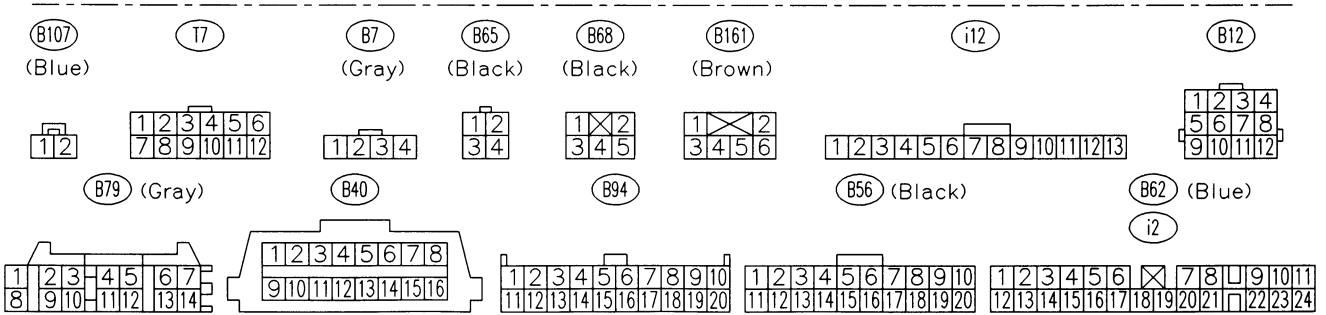 B107 T7 B7 B65 B68 B161 i12 B12
(Blue) (Gray) (Black) (Black) (Brown)
1 2 3 4
1 2 3 4 5 6 1 2 1 2 1 2 5 6 7 8
1 2 7 8 9 10 11 12 1 2 3 4 3 4 3 4 5 3 4 5 6 1 2 3 4 5 6 7 8 9 10 11 12 13 9 10 11 12
B79 (Gray) B40 B94 B56 (Black) B62 (Blue)
i2
1 2 3 4 5 6 7 8
1 2 3 4 5 6 7 1 2 3 4 5 6 7 8 9 10 1 2 3 4 5 6 7 8 9 10 1 2 3 4 5 6 7 8 9 10 11
8 9 10 11 12 13 14 9 10 11 12 13 14 15 16 11 12 13 14 15 16 17 18 19 20 11 12 13 14 15 16 17 18 19 20 12 13 14 15 16 17 18 19 20 21 22 23 24